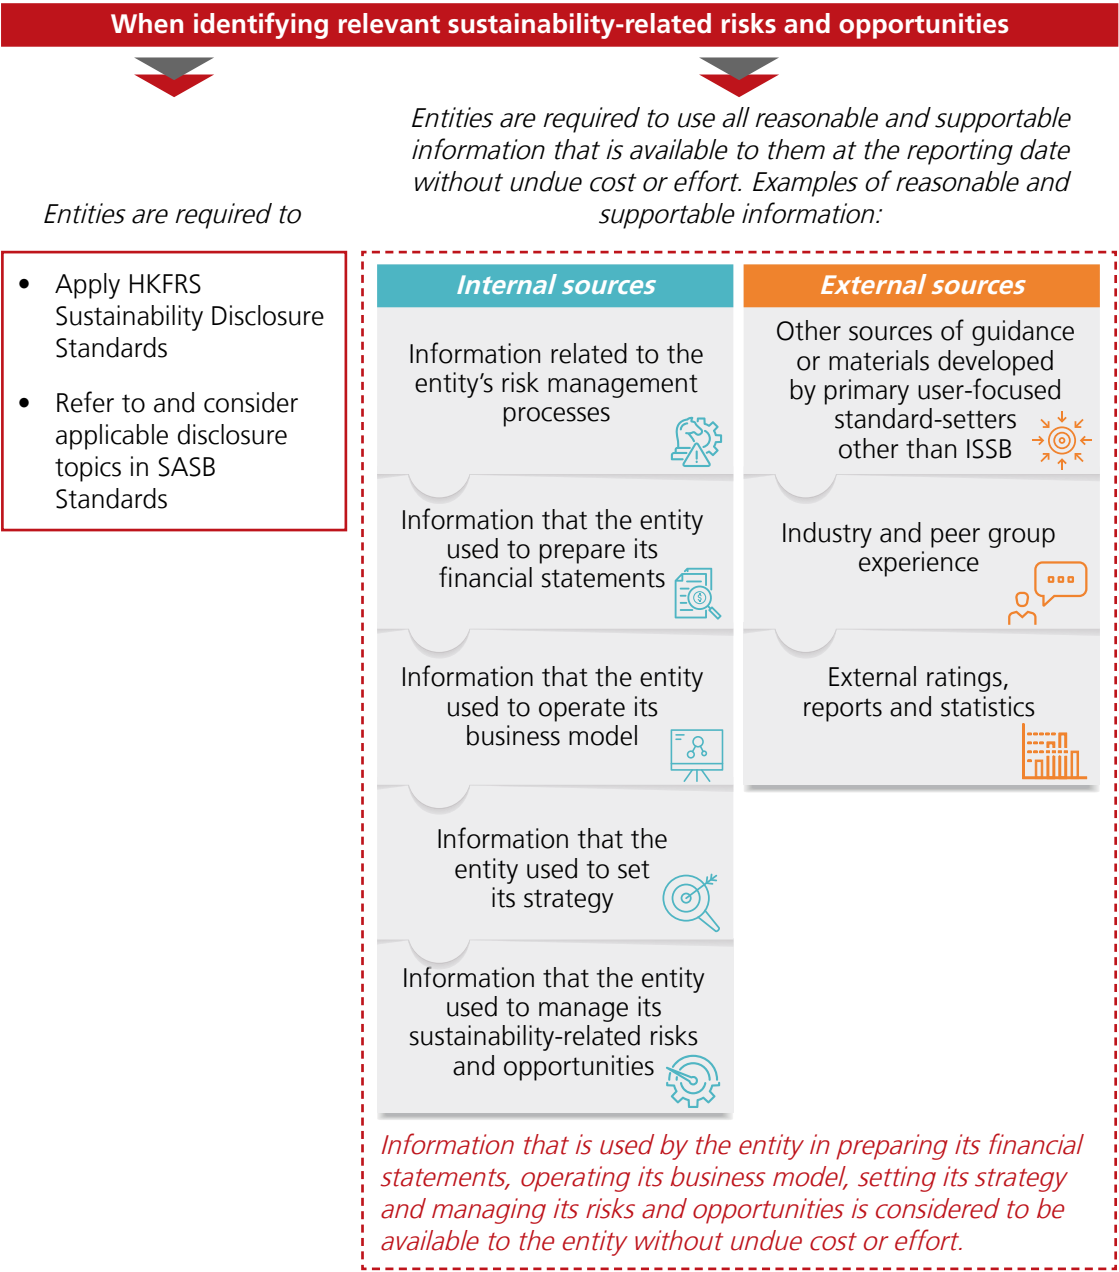 When identifying relevant sustainability-related risks and opportunities
Entities are required to
• Apply HKFRS
Sustainability Disclosure
Standards
• Refer to and consider
applicable disclosure
topics in SASB
Standards
Entities are required to use all reasonable and supportable
information that is available to them at the reporting date
without undue cost or effort. Examples of reasonable and
supportable information:
Internal sources
Information related to the
entity’s risk management
processes
Information that the entity
used to prepare its
financial statements
Information that the entity
used to operate its
business model
Information that the
entity used to set
its strategy
Information that the entity
used to manage its
sustainability-related risks
and opportunities
External sources
Other sources of guidance
or materials developed
by primary user-focused
standard-setters
other than ISSB
Industry and peer group
experience
External ratings,
reports and statistics
Information that is used by the entity in preparing its financial
statements, operating its business model, setting its strategy
and managing its risks and opportunities is considered to be
available to the entity without undue cost or effort.